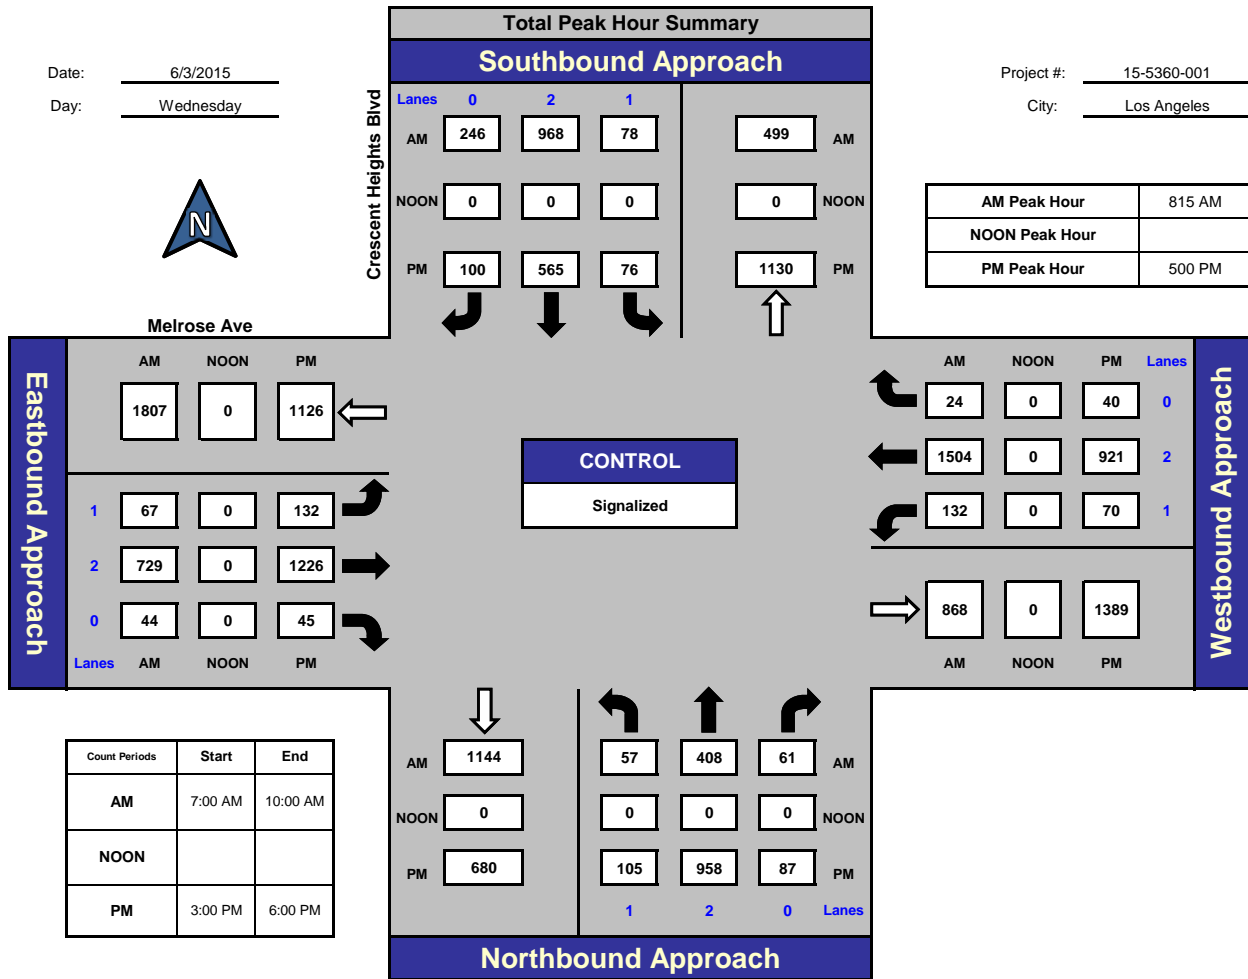 Total Peak Hour Summary
Southbound Approach
Date: 6/3/2015
Day: Wednesday
Project #: 15-5360-001
City: Los Angeles
N
Crescent Heights Blvd
Lanes 0 2 1
AM 246 968 78 499 AM
NOON 0 0 0 0 NOON
PM 100 565 76 1130 PM
AM Peak Hour 815 AM
NOON Peak Hour
PM Peak Hour 500 PM
Melrose Ave
Eastbound Approach
AM NOON PM
1807 0 1126
1 67 0 132
2 729 0 1226
0 44 0 45
Lanes AM NOON PM
CONTROL
Signalized
AM NOON PM Lanes
24 0 40 0
1504 0 921 2
132 0 70 1
868 0 1389
AM NOON PM
Westbound Approach
Count Periods Start End
AM 7:00 AM 10:00 AM
NOON
PM 3:00 PM 6:00 PM
AM 1144 57 408 61 AM
NOON 0 0 0 0 NOON
PM 680 105 958 87 PM
1 2 0 Lanes
Northbound Approach